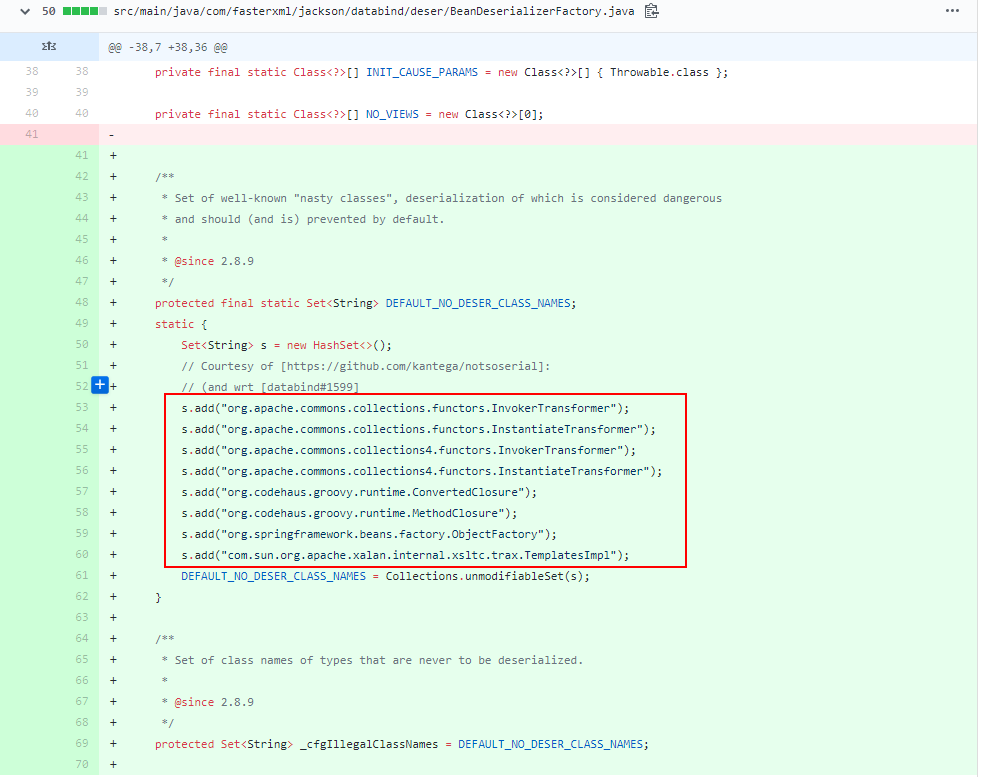 50 src/main/java/com/fasterxml/jackson/databind/deser/BeanDeserializerFactory.java
@@ -38,7 +38,36 @@
38 38 private final static Class<?>[] INIT_CAUSE_PARAMS = new Class<?>[] { Throwable.class };
39 39
40 40 private final static Class<?>[] NO_VIEWS = new Class<?>[0];
41 -
41 +
42 + /**
43 + * Set of well-known "nasty classes", deserialization of which is considered dangerous
44 + * and should (and is) prevented by default.
45 + *
46 + * @since 2.8.9
47 + */
48 + protected final static Set<String> DEFAULT_NO_DESER_CLASS_NAMES;
49 + static {
50 + Set<String> s = new HashSet<>();
51 + // Courtesy of [https://github.com/kantega/notsoserial]:
52 + + // (and wrt [databind#1599]
53 + s.add("org.apache.commons.collections.functors.InvokerTransformer");
54 + s.add("org.apache.commons.collections.functors.InstantiateTransformer");
55 + s.add("org.apache.commons.collections4.functors.InvokerTransformer");
56 + s.add("org.apache.commons.collections4.functors.InstantiateTransformer");
57 + s.add("org.codehaus.groovy.runtime.ConvertedClosure");
58 + s.add("org.codehaus.groovy.runtime.MethodClosure");
59 + s.add("org.springframework.beans.factory.ObjectFactory");
60 + s.add("com.sun.org.apache.xalan.internal.xsltc.trax.TemplatesImpl");
61 + DEFAULT_NO_DESER_CLASS_NAMES = Collections.unmodifiableSet(s);
62 + }
63 +
64 + /**
65 + * Set of class names of types that are never to be deserialized.
66 + *
67 + * @since 2.8.9
68 + */
69 + protected Set<String> _cfgIllegalClassNames = DEFAULT_NO_DESER_CLASS_NAMES;
70 +